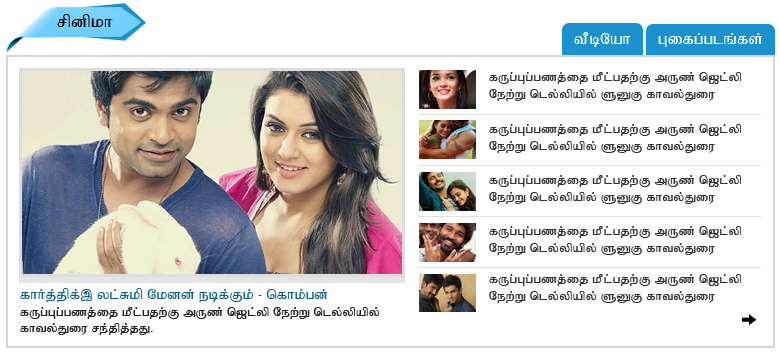 சினிமா
வீடியோ
புகைப்படங்கள்
கார்த்திக்இ லட்சுமி மேனன் நடிக்கும் - கொம்பன்
கருப்புப்பணத்தை மீட்பதற்கு அருண் ஜெட்லி நேற்று டெல்லியில்
காவல்துரை சந்தித்தது.
கருப்புப்பணத்தை மீட்பதற்கு அருண் ஜெட்லி
நேற்று டெல்லியில் ளுனுகு காவல்துரை
கருப்புப்பணத்தை மீட்பதற்கு அருண் ஜெட்லி
நேற்று டெல்லியில் ளுனுகு காவல்துரை
கருப்புப்பணத்தை மீட்பதற்கு அருண் ஜெட்லி
நேற்று டெல்லியில் ளுனுகு காவல்துரை
கருப்புப்பணத்தை மீட்பதற்கு அருண் ஜெட்லி
நேற்று டெல்லியில் ளுனுகு காவல்துரை
கருப்புப்பணத்தை மீட்பதற்கு அருண் ஜெட்லி
நேற்று டெல்லியில் ளுனுகு காவல்துரை